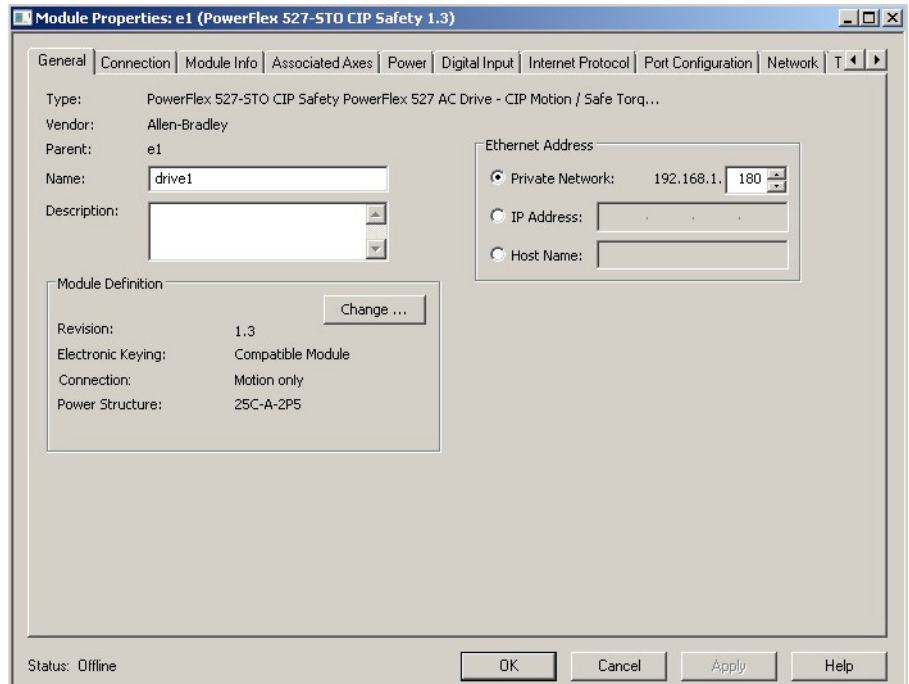 Module Properties: e1 (PowerFlex 527-STO CIP Safety 1.3)
General Connection Module Info Associated Axes Power Digital Input Internet Protocol Port Configuration Network T
Type: PowerFlex 527-STO CIP Safety PowerFlex 527 AC Drive - CIP Motion / Safe Torq...
Vendor: Allen-Bradley
Parent: e1
Name: drive1
Description:
Ethernet Address
Private Network: 192.168.1. 180
IP Address: . . .
Host Name:
Module Definition
Change ...
Revision: 1.3
Electronic Keying: Compatible Module
Connection: Motion only
Power Structure: 25C-A-2P5
Status: Offline
OK Cancel Apply Help